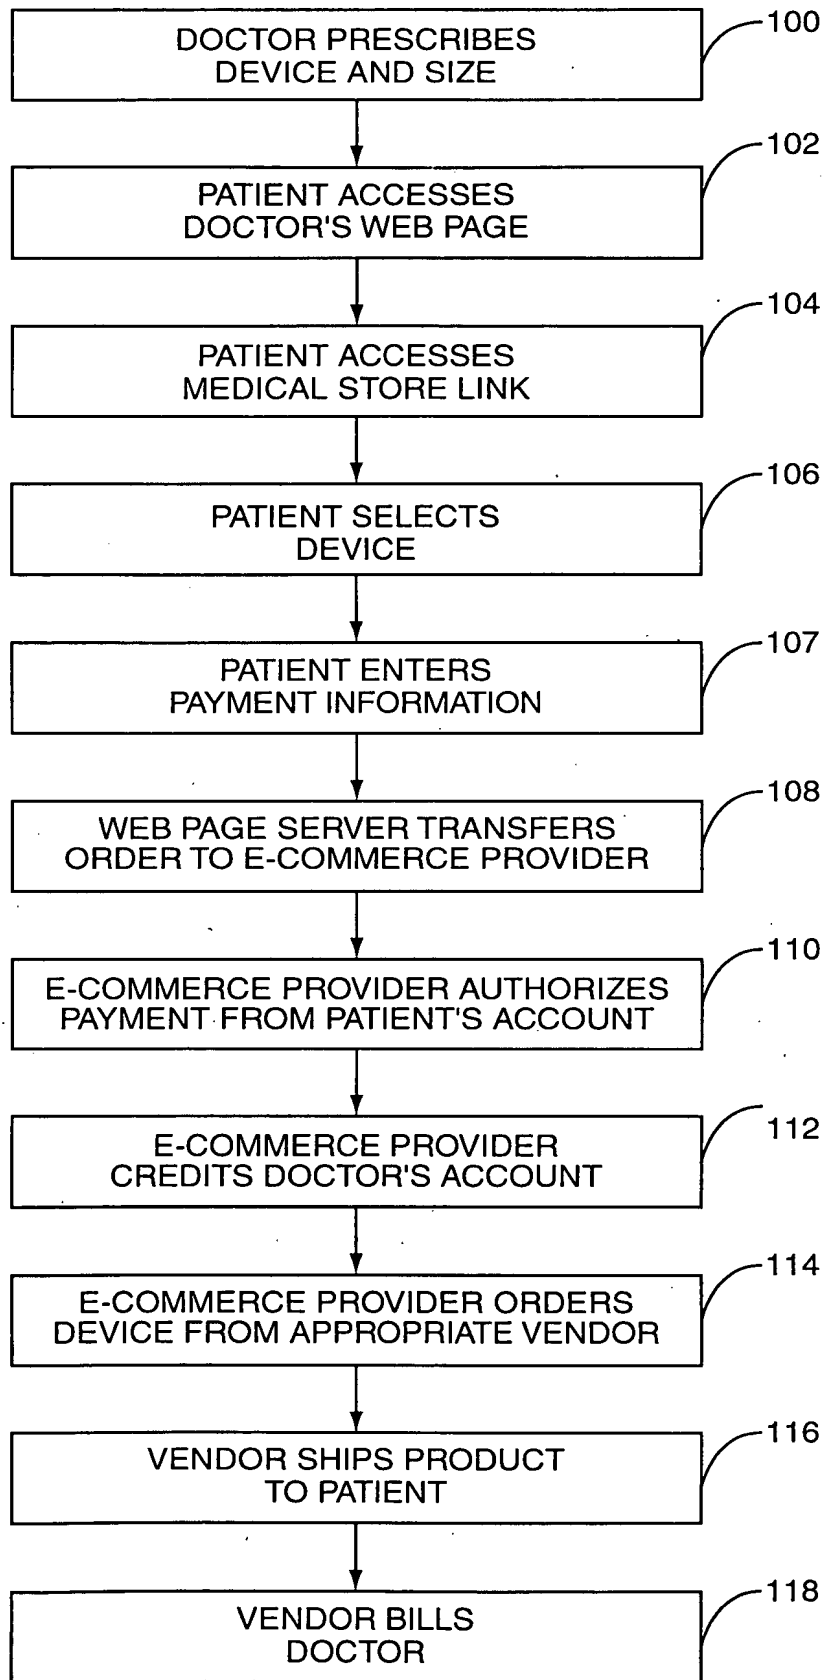 100
DOCTOR PRESCRIBES
DEVICE AND SIZE
102
PATIENT ACCESSES
DOCTOR'S WEB PAGE
104
PATIENT ACCESSES
MEDICAL STORE LINK
106
PATIENT SELECTS
DEVICE
107
PATIENT ENTERS
PAYMENT INFORMATION
108
WEB PAGE SERVER TRANSFERS
ORDER TO E-COMMERCE PROVIDER
110
E-COMMERCE PROVIDER AUTHORIZES
PAYMENT FROM PATIENT'S ACCOUNT
112
E-COMMERCE PROVIDER
CREDITS DOCTOR'S ACCOUNT
114
E-COMMERCE PROVIDER ORDERS
DEVICE FROM APPROPRIATE VENDOR
116
VENDOR SHIPS PRODUCT
TO PATIENT
118
VENDOR BILLS
DOCTOR